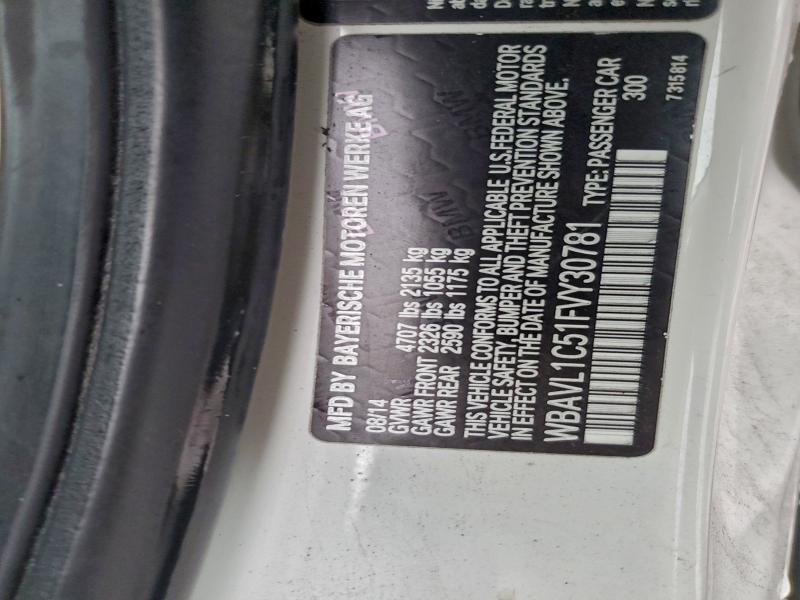 MFD BY BAYERISCHE MOTOREN WERKE AG
08/14
GVWR 4707 lbs 2135 kg
GAWR FRONT 2326 lbs 1055 kg
GAWR REAR 2590 lbs 1175 kg
THIS VEHICLE CONFORMS TO ALL APPLICABLE U.S.FEDERAL MOTOR
VEHICLE SAFETY, BUMPER AND THEFT PREVENTION STANDARDS
IN EFFECT ON THE DATE OF MANUFACTURE SHOWN ABOVE.
WBAVL1C51FVY30781 TYPE: PASSENGER CAR
300
7315814